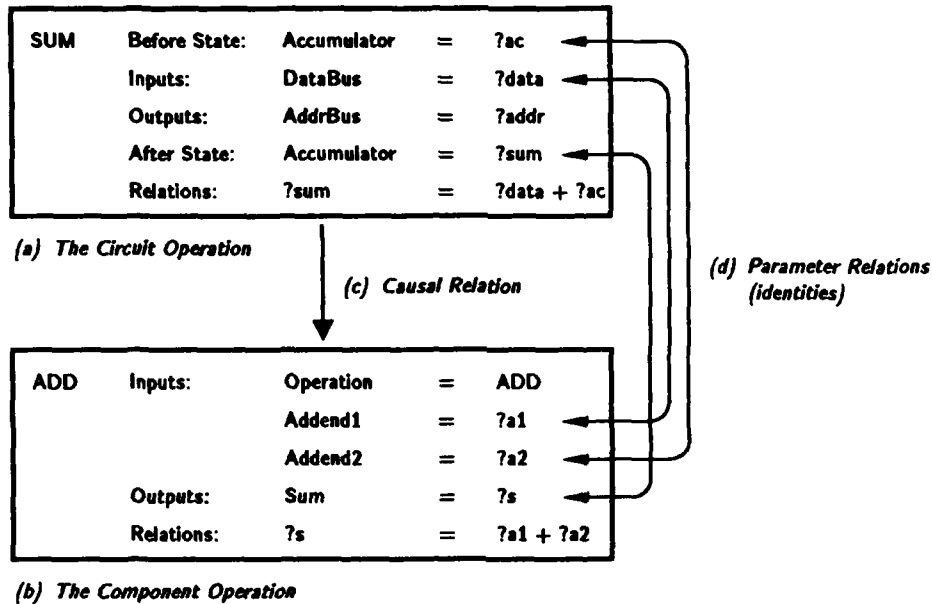 SUM Before State: Accumulator = ?ac
Inputs: DataBus = ?data
Outputs: AddrBus = ?addr
After State: Accumulator = ?sum
Relations: ?sum = ?data + ?ac
(a) The Circuit Operation
(c) Causal Relation
(d) Parameter Relations
(identities)
ADD Inputs: Operation = ADD
Addend1 = ?a1
Addend2 = ?a2
Outputs: Sum = ?s
Relations: ?s = ?a1 + ?a2
(b) The Component Operation